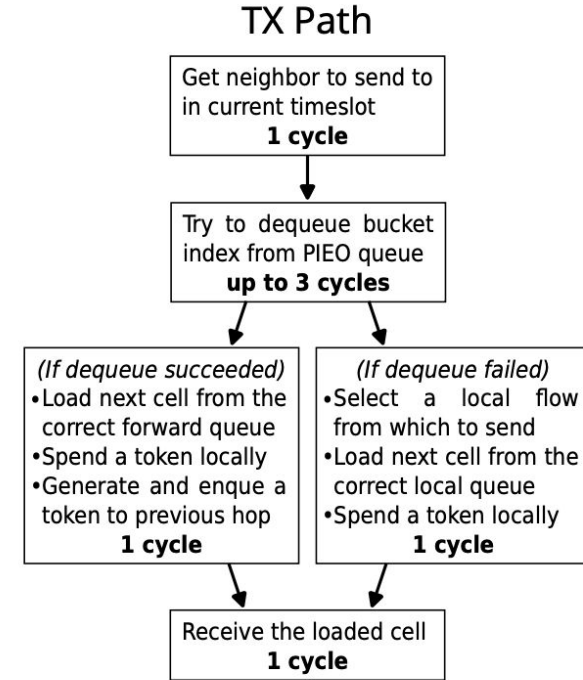 TX Path
Get neighbor to send to
in current timeslot
1 cycle
Try to dequeue bucket
index from PIEO queue
up to 3 cycles
(If dequeue succeeded)
•Load next cell from the
correct forward queue
•Spend a token locally
•Generate and enque a
token to previous hop
1 cycle
(If dequeue failed)
•Select a local flow
from which to send
•Load next cell from the
correct local queue
•Spend a token locally
1 cycle
Receive the loaded cell
1 cycle